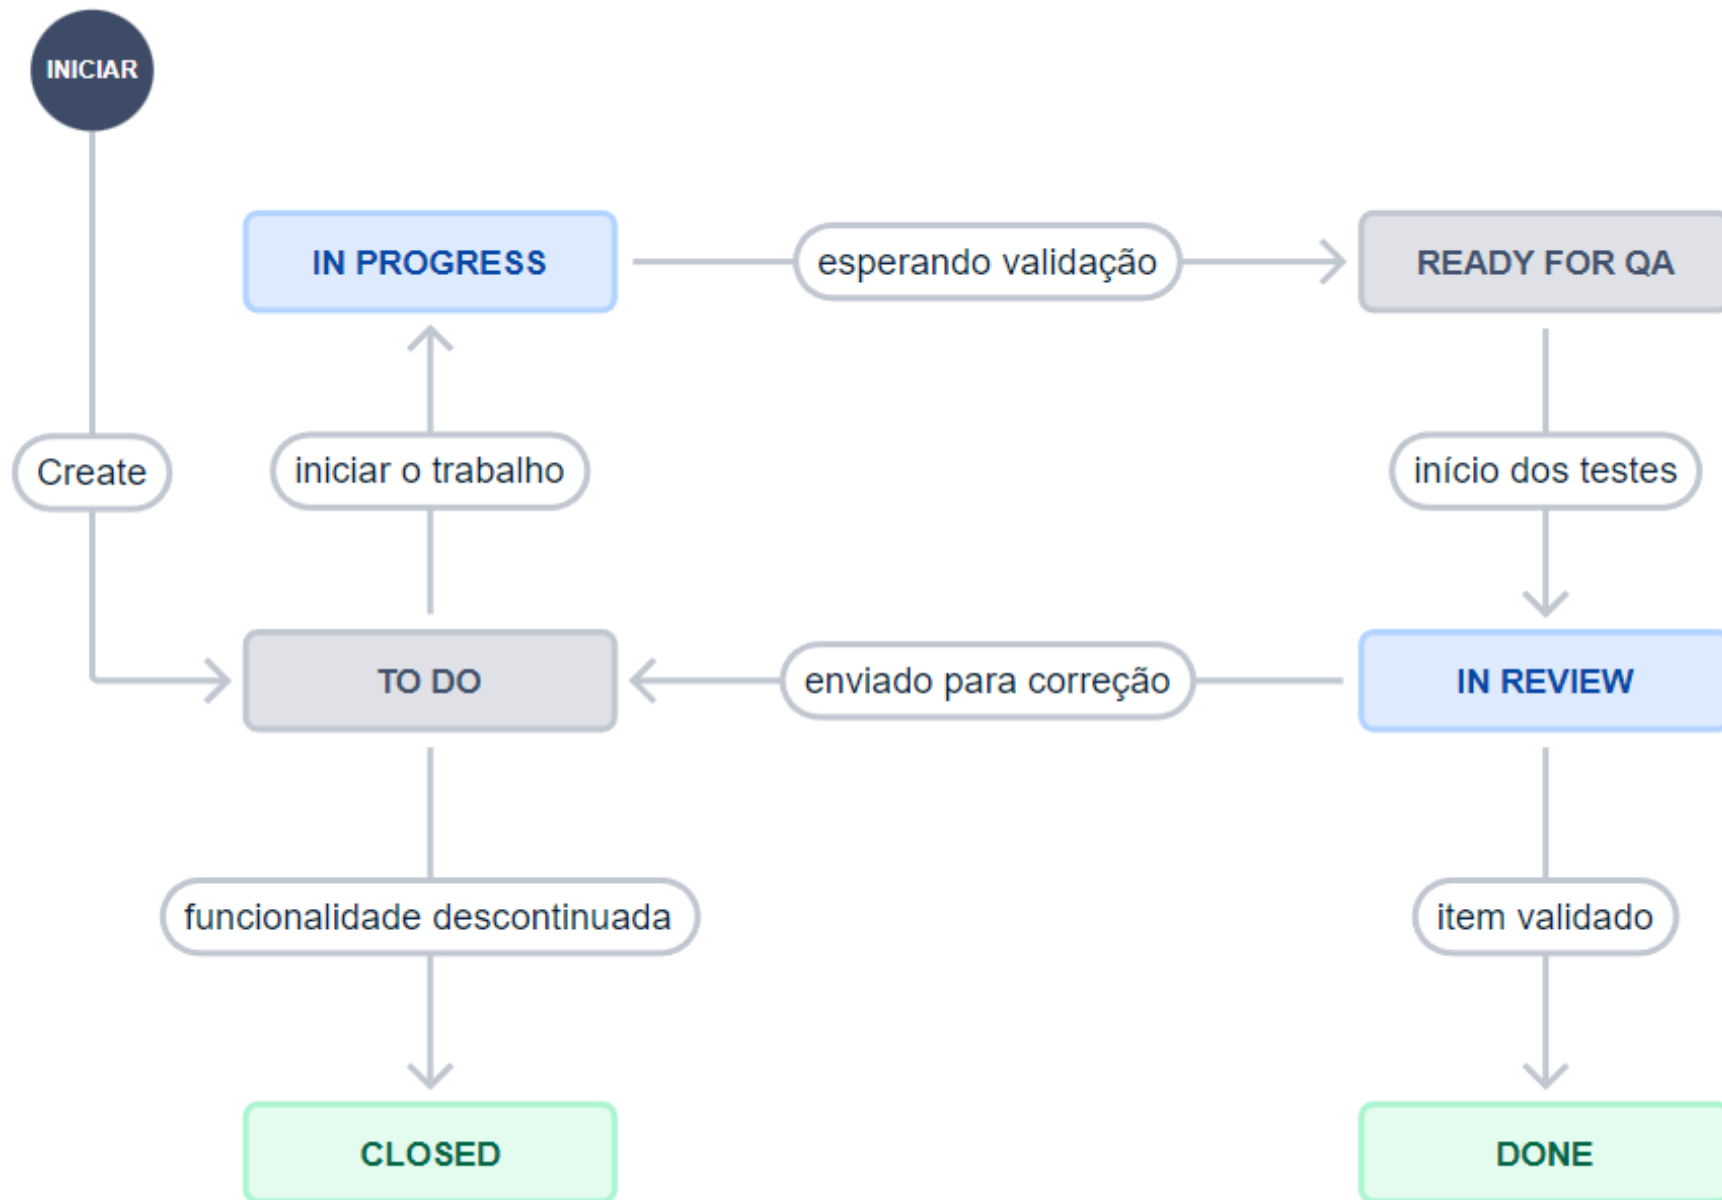 INICIAR
IN PROGRESS
esperando validação
READY FOR QA
Create
iniciar o trabalho
início dos testes
TO DO
enviado para correção
IN REVIEW
funcionalidade descontinuada
item validado
CLOSED
DONE